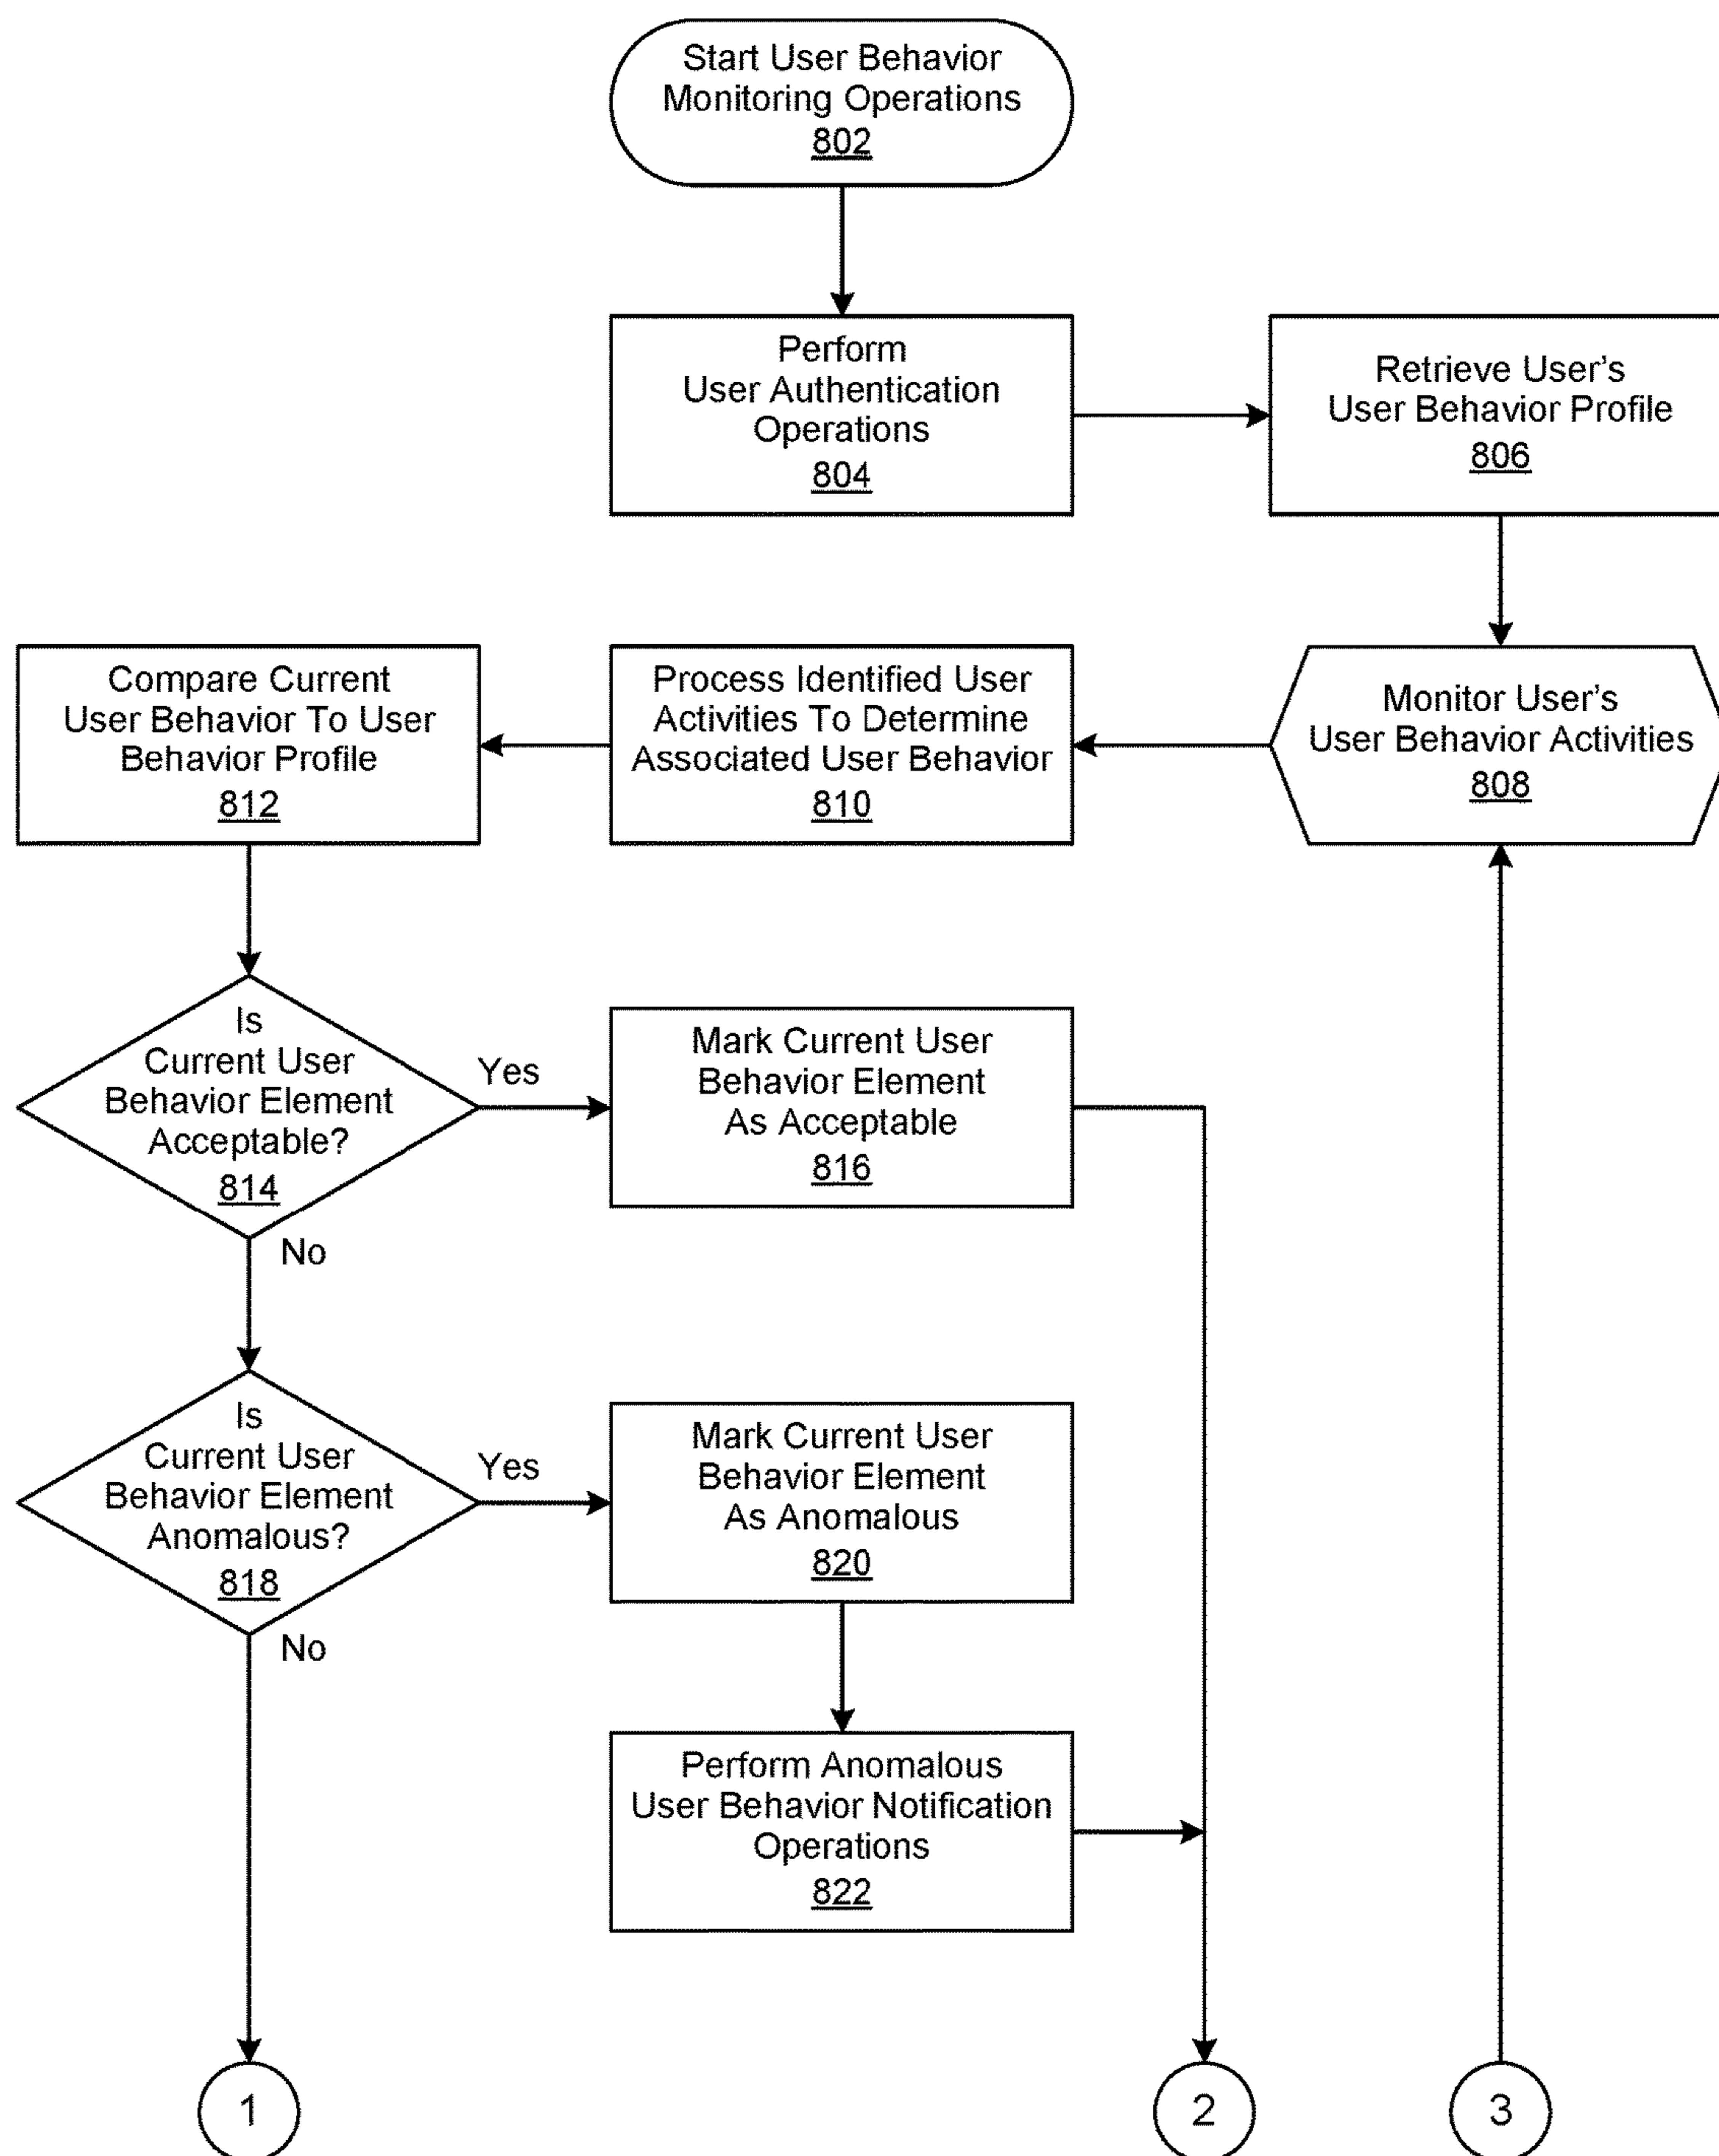 Start User Behavior
Monitoring Operations
802
Perform
User Authentication
Operations
804
Retrieve User's
User Behavior Profile
806
Compare Current
User Behavior To User
Behavior Profile
812
Process Identified User
Activities To Determine
Associated User Behavior
810
Monitor User's
User Behavior Activities
808
Is
Current User
Behavior Element
Acceptable?
814
Yes
No
Mark Current User
Behavior Element
As Acceptable
816
Is
Current User
Behavior Element
Anomalous?
818
Yes
No
Mark Current User
Behavior Element
As Anomalous
820
Perform Anomalous
User Behavior Notification
Operations
822
1
2
3